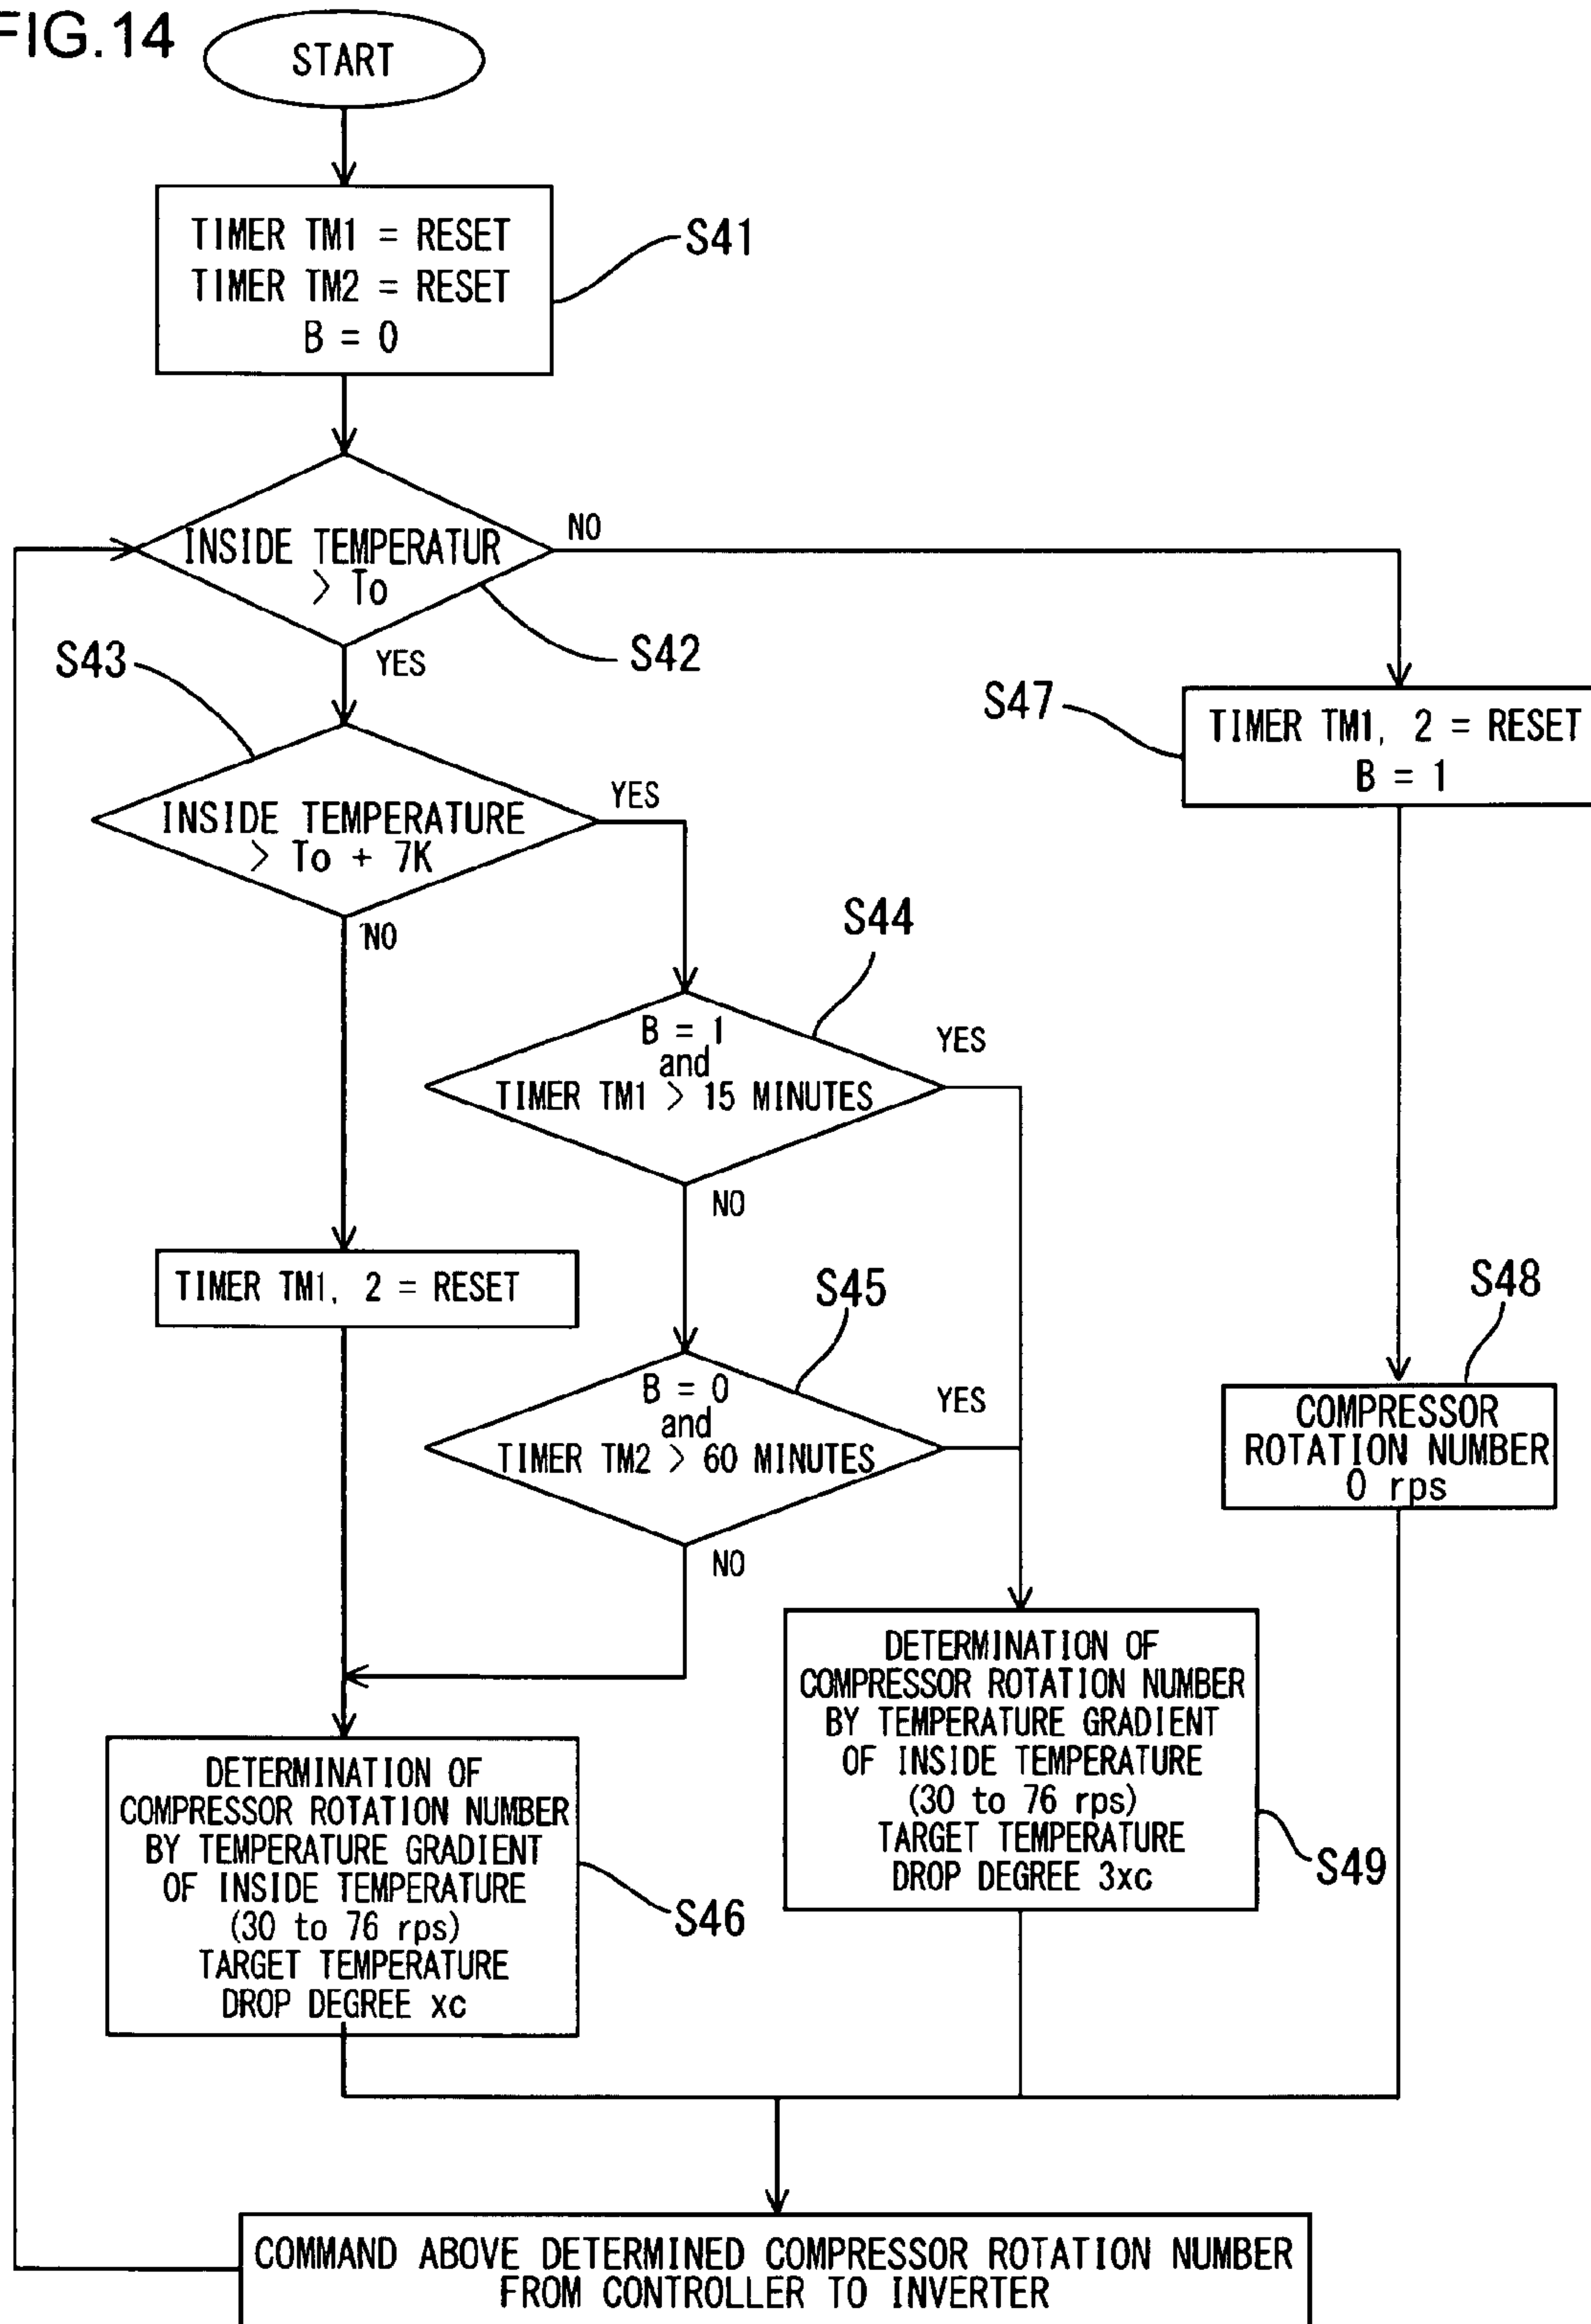 FIG.14
START
TIMER TM1 = RESET
TIMER TM2 = RESET
B = 0
S41
INSIDE TEMPERATUR
> To
NO
S42
YES
S43
INSIDE TEMPERATURE
> To + 7K
YES
NO
S47
TIMER TM1, 2 = RESET
B = 1
S44
B = 1
and
TIMER TM1 > 15 MINUTES
YES
NO
TIMER TM1, 2 = RESET
S45
B = 0
and
TIMER TM2 > 60 MINUTES
YES
NO
S48
COMPRESSOR
ROTATION NUMBER
0 rps
DETERMINATION OF
COMPRESSOR ROTATION NUMBER
BY TEMPERATURE GRADIENT
OF INSIDE TEMPERATURE
(30 to 76 rps)
TARGET TEMPERATURE
DROP DEGREE xc
S46
DETERMINATION OF
COMPRESSOR ROTATION NUMBER
BY TEMPERATURE GRADIENT
OF INSIDE TEMPERATURE
(30 to 76 rps)
TARGET TEMPERATURE
DROP DEGREE 3xc
S49
COMMAND ABOVE DETERMINED COMPRESSOR ROTATION NUMBER
FROM CONTROLLER TO INVERTER